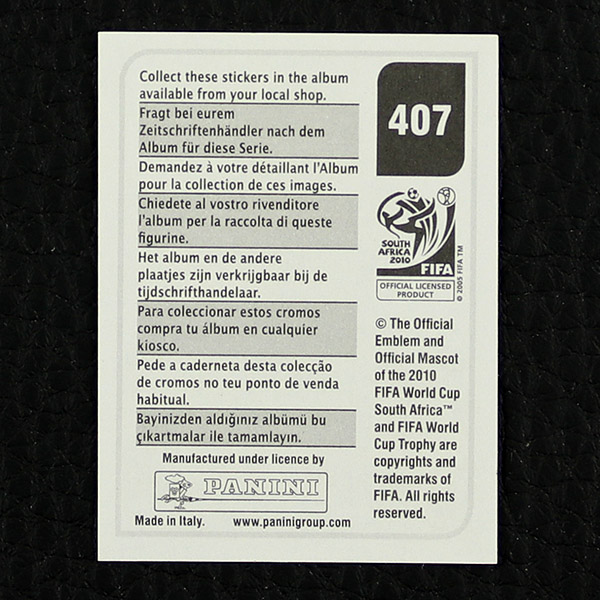 Collect these stickers in the album
available from your local shop.
Fragt bei eurem
Zeitschriftenhändler nach dem
Album für diese Serie.
Demandez à votre détaillant l'Album
pour la collection de ces images.
Chiedete al vostro rivenditore
l'album per la raccolta di queste
figurine.
Het album en de andere
plaatjes zijn verkrijgbaar bij de
tijdschrifthandelaar.
Para coleccionar estos cromos
compra tu álbum en cualquier
kiosco.
Pede a caderneta desta colecção
de cromos no teu ponto de venda
habitual.
Bayinizden aldığınız albümü bu
çıkartmalar ile tamamlayın.
Manufactured under licence by
PANINI
Made in Italy. www.paninigroup.com
407
SOUTH
AFRICA
2010
FIFA
OFFICIAL LICENSED
PRODUCT
© 2005 FIFA TM
© The Official
Emblem and
Official Mascot
of the 2010
FIFA World Cup
South Africa™
and FIFA World
Cup Trophy are
copyrights and
trademarks of
FIFA. All rights
reserved.